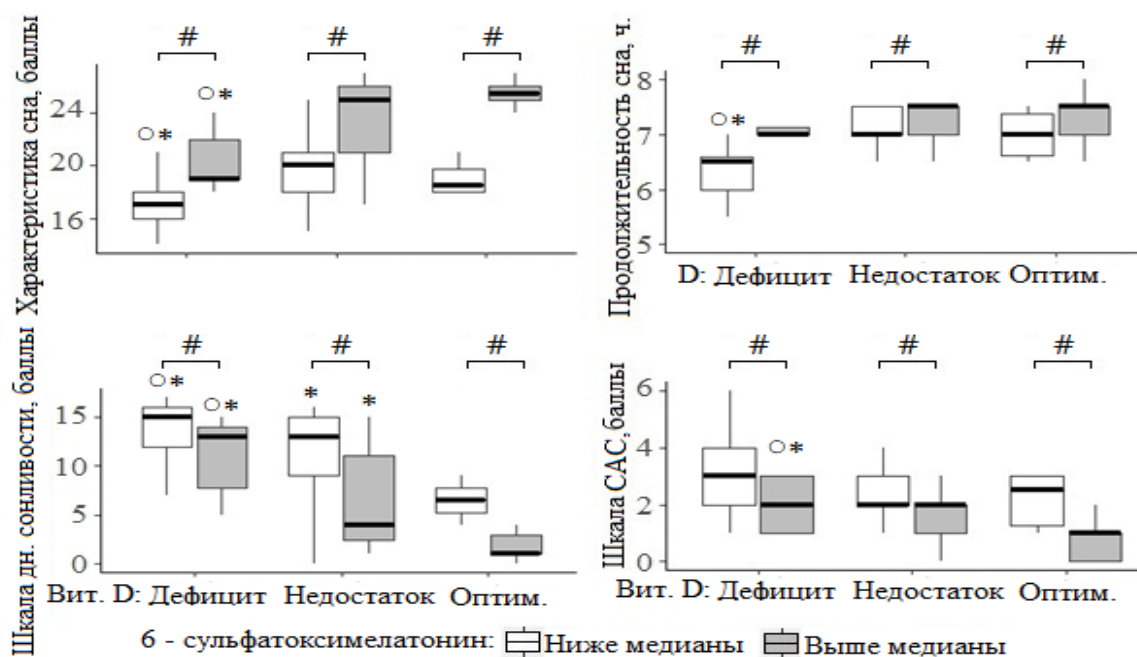 Характеристика сна, баллы
# # #
24
20
16
○* ○*
Продолжительность сна, ч.
# # #
8
7
6
5
○*
D: Дефицит Недостаток Оптим.
Шкала дн. сонливости, баллы
# # #
15
10
5
0
○* ○* * *
Вит. D: Дефицит Недостаток Оптим.
Шкала САС, баллы
# # #
6
4
2
0
○*
Вит. D: Дефицит Недостаток Оптим.
6 - сульфатоксимелатонин: Ниже медианы Выше медианы